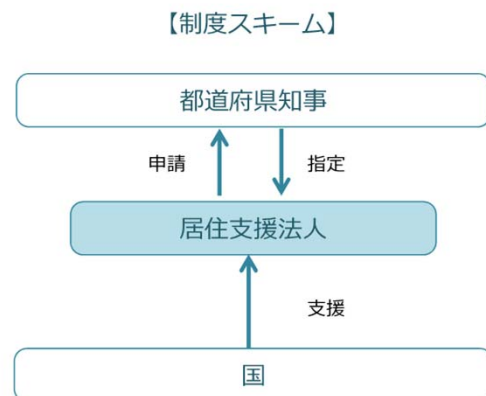 【制度スキーム】
都道府県知事
申請
指定
居住支援法人
支援
国